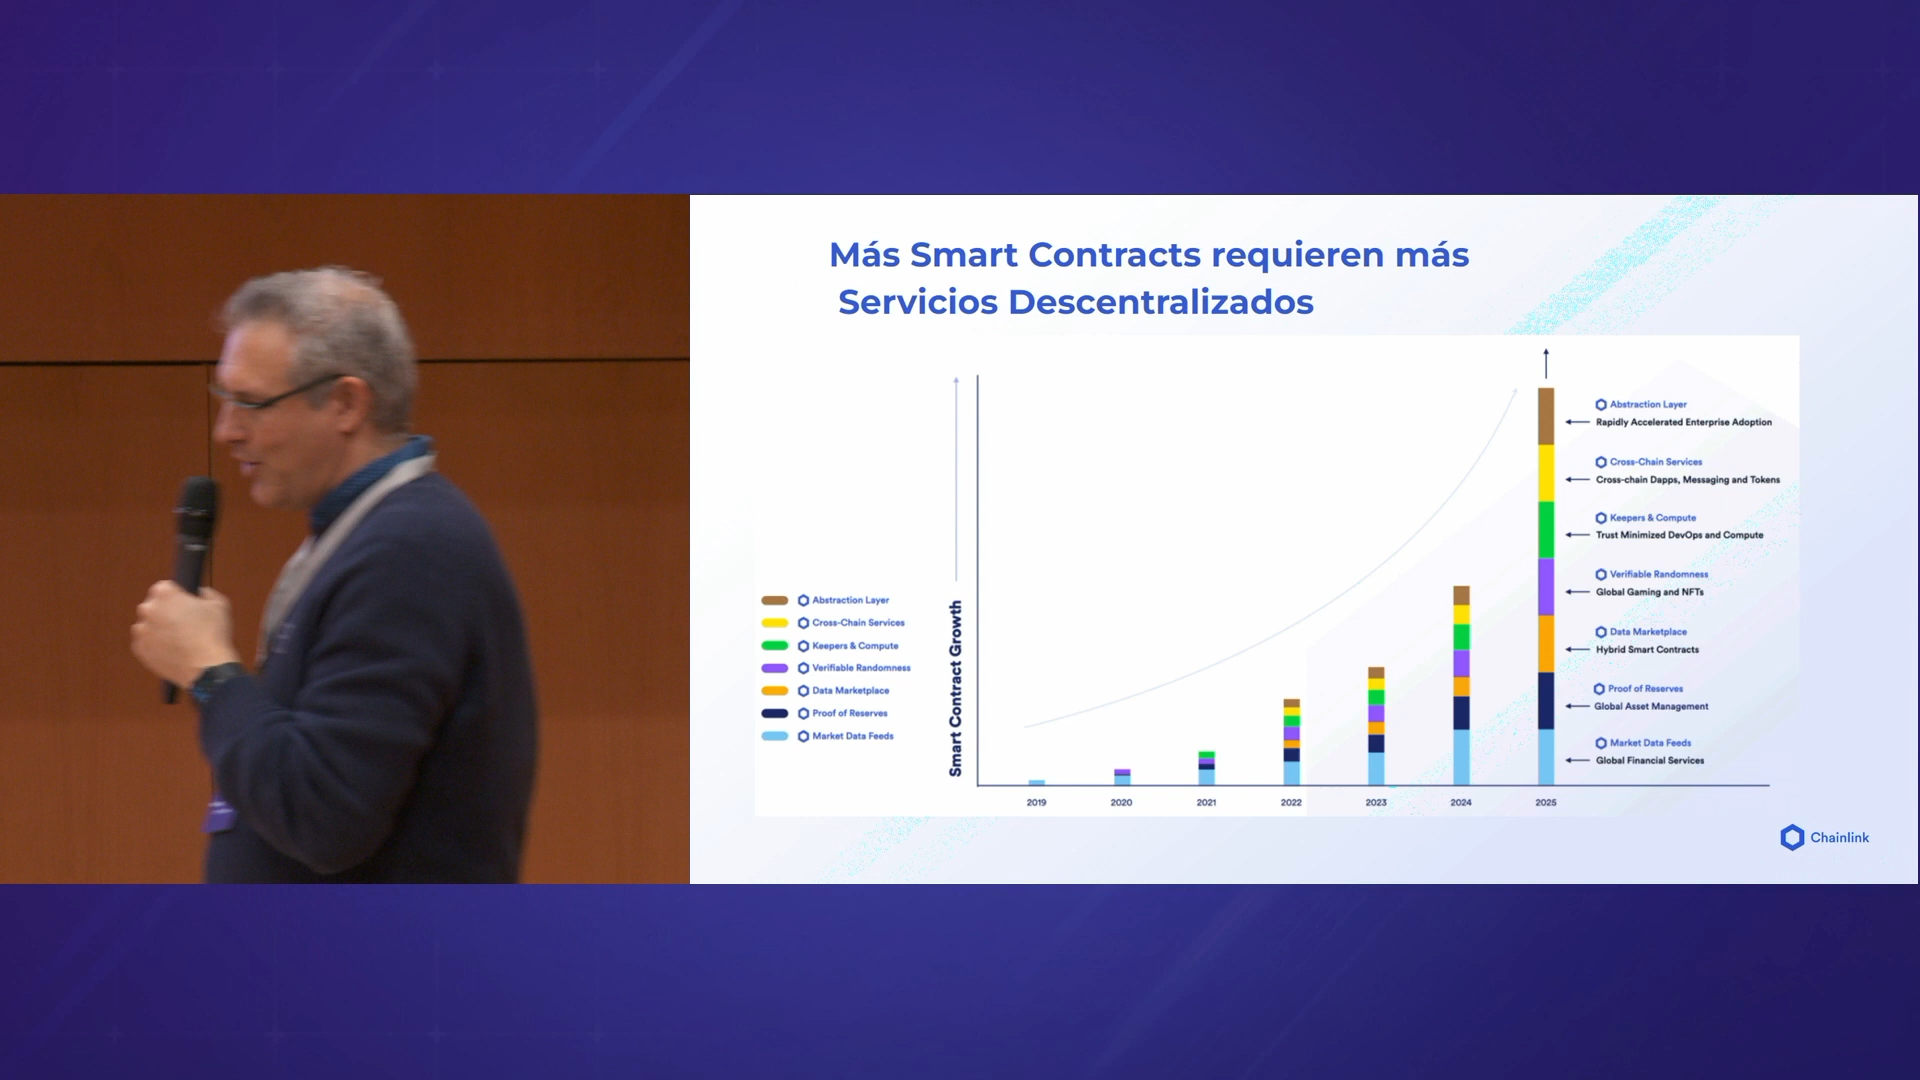 Más Smart Contracts requieren más
Servicios Descentralizados
Abstraction Layer
Cross-Chain Services
Keepers & Compute
Verifiable Randomness
Data Marketplace
Proof of Reserves
Market Data Feeds
Smart Contract Growth
2019
2020
2021
2022
2023
2024
2025
Abstraction Layer
Rapidly Accelerated Enterprise Adoption
Cross-Chain Services
Cross-chain Dapps, Messaging and Tokens
Keepers & Compute
Trust Minimized DevOps and Compute
Verifiable Randomness
Global Gaming and NFTs
Data Marketplace
Hybrid Smart Contracts
Proof of Reserves
Global Asset Management
Market Data Feeds
Global Financial Services
Chainlink